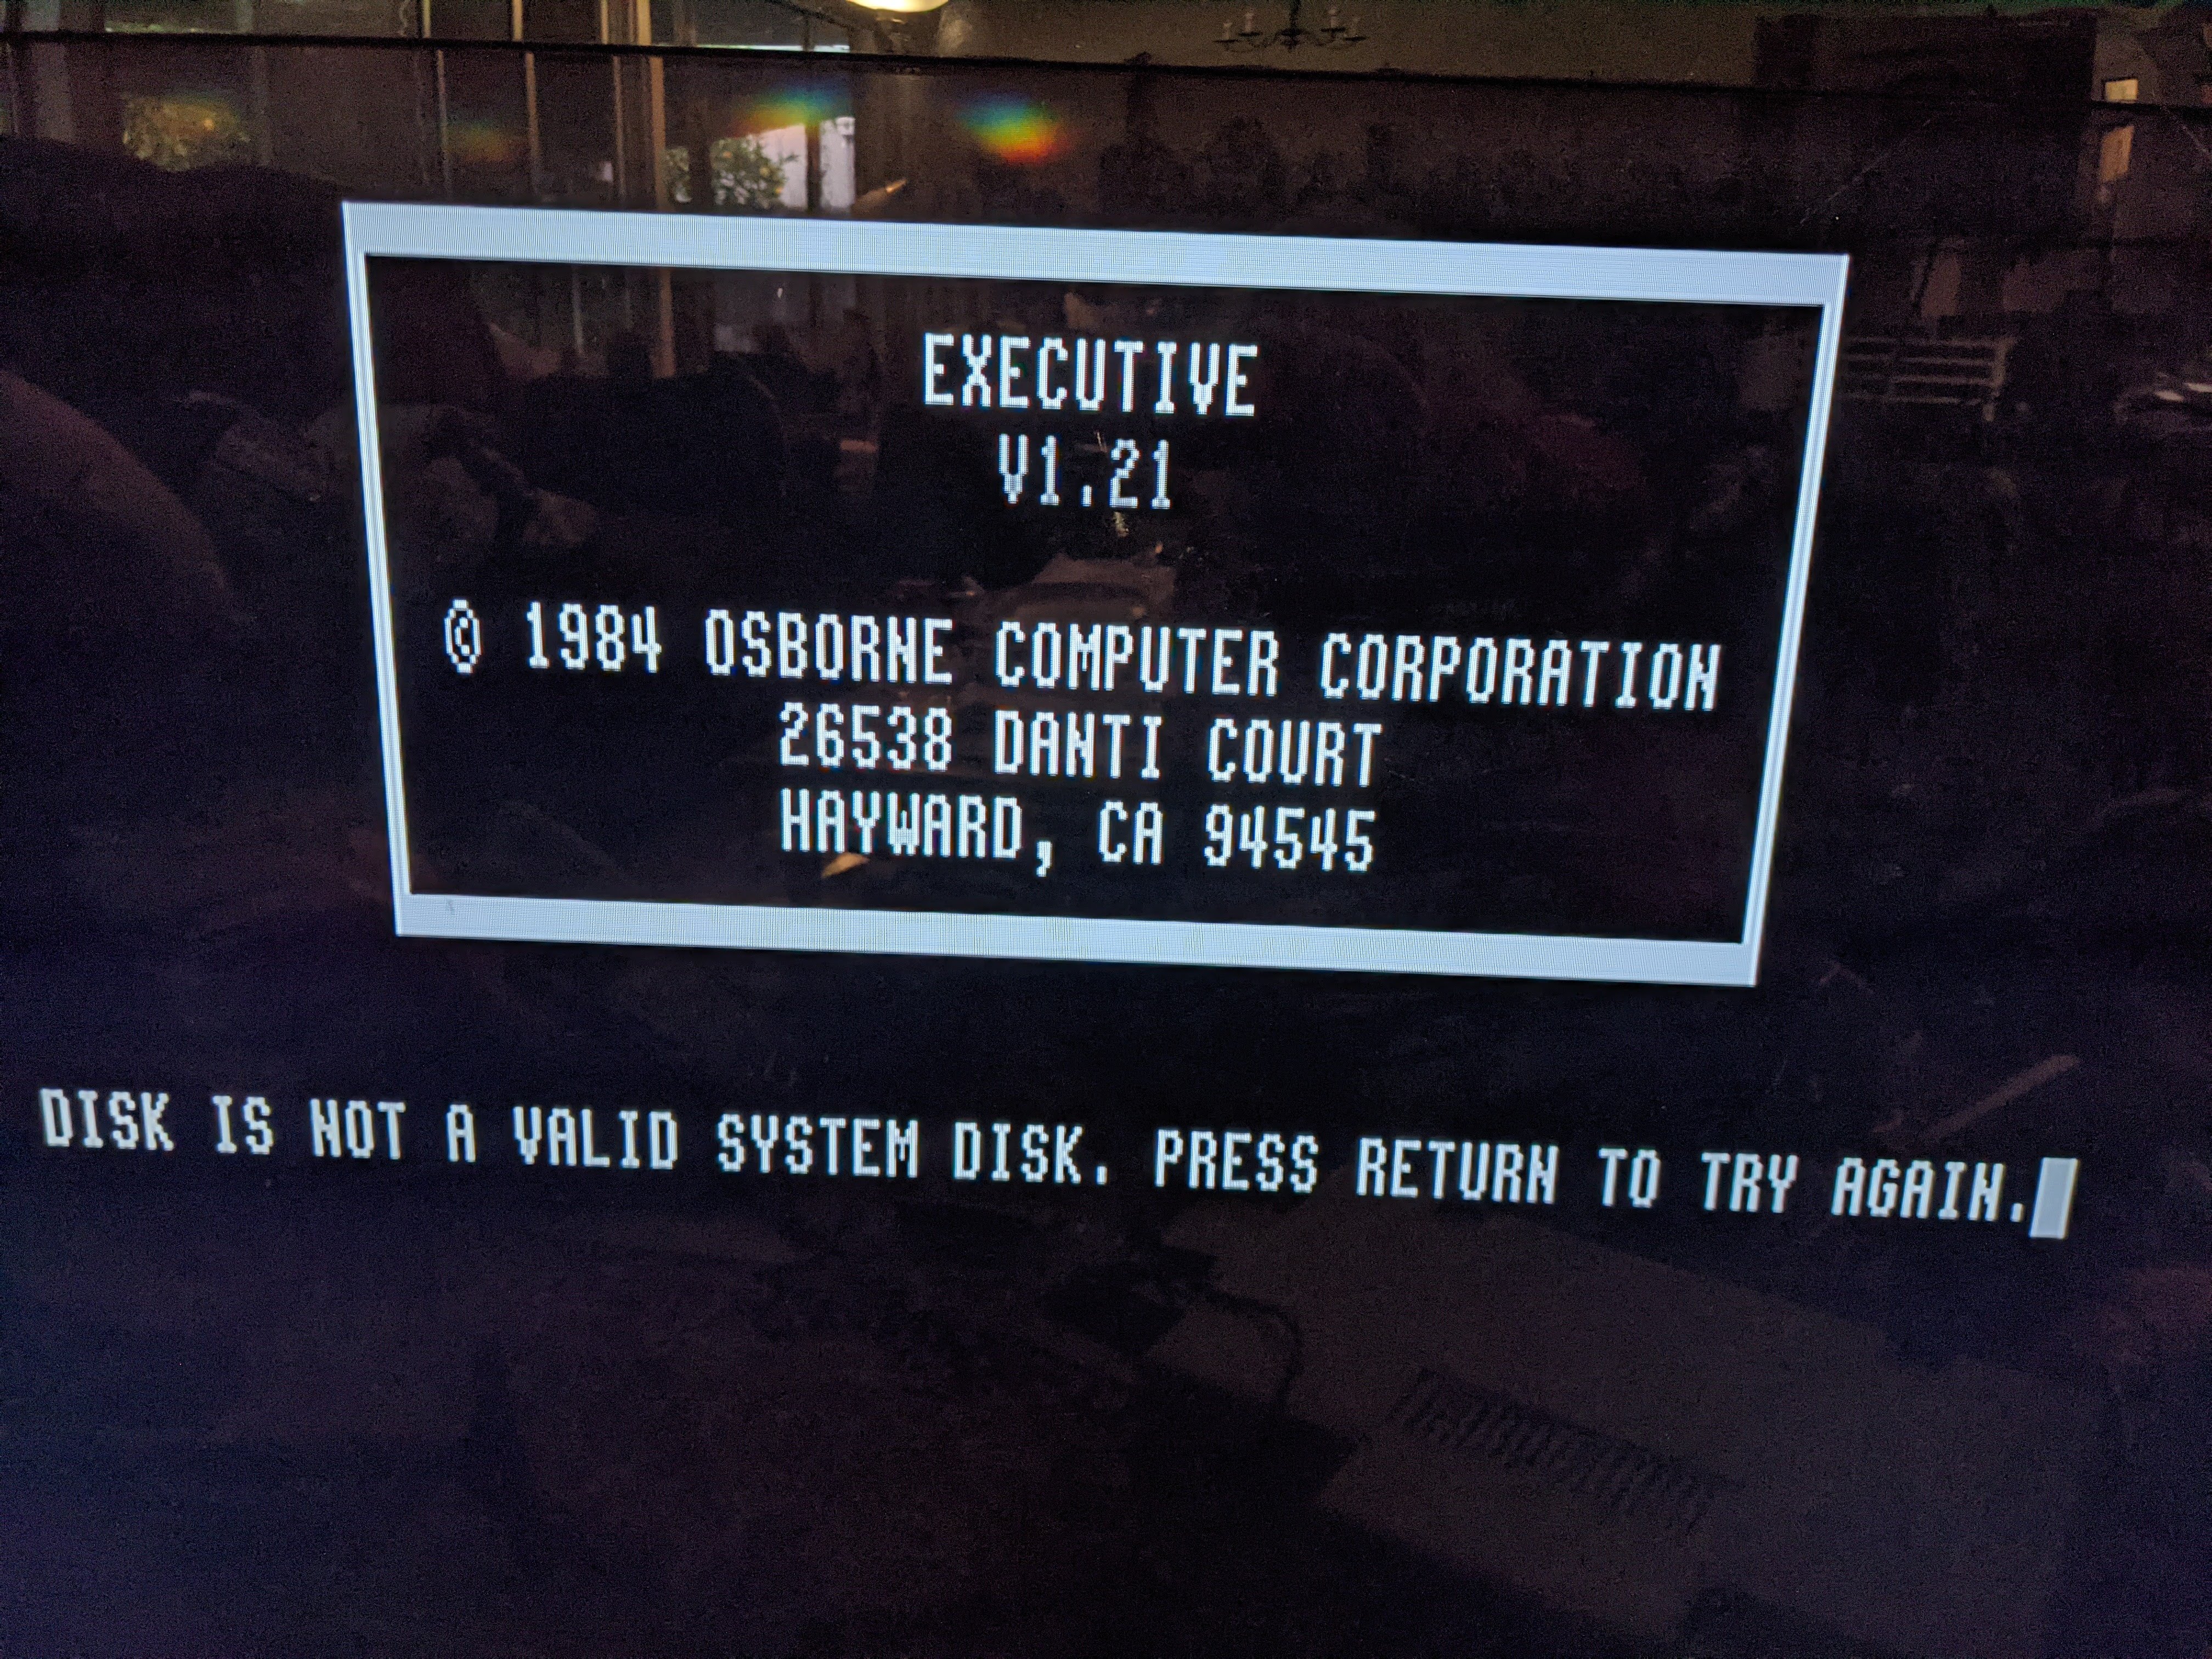 EXECUTIVE
V1.21
© 1984 OSBORNE COMPUTER CORPORATION
26538 DANTI COURT
HAYWARD, CA 94545
DISK IS NOT A VALID SYSTEM DISK. PRESS RETURN TO TRY AGAIN.